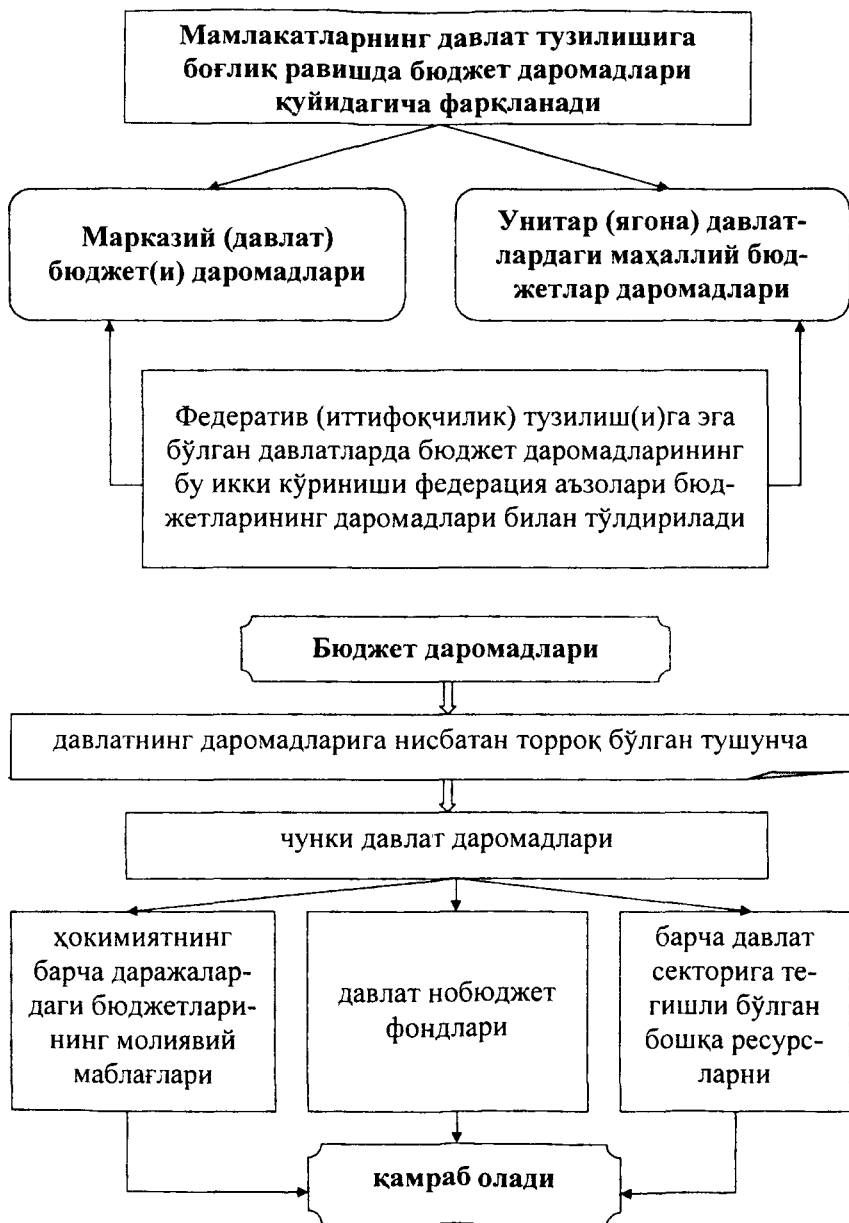 Мамлакатларнинг давлат тузилишига
боғлиқ равишда бюджет даромадлари
қуйидагича фарқланади
Марказий (давлат)
бюджет(и) даромадлари
Унитар (ягона) давлат-
лардаги маҳаллий бюд-
жетлар даромадлари
Федератив (иттифоқчилик) тузилиш(и)га эга
бўлган давлатларда бюджет даромадларининг
бу икки кўриниши федерация аъзолари бюд-
жетларининг даромадлари билан тўлдирилади
Бюджет даромадлари
давлатнинг даромадларига нисбатан торроқ бўлган тушунча
чунки давлат даромадлари
ҳокимиятнинг
барча даражалар-
даги бюджетлари-
нинг молиявий
маблағлари
давлат нобюджет
фондлари
барча давлат
секторига те-
гишли бўлган
бошқа ресурс-
ларни
қамраб олади